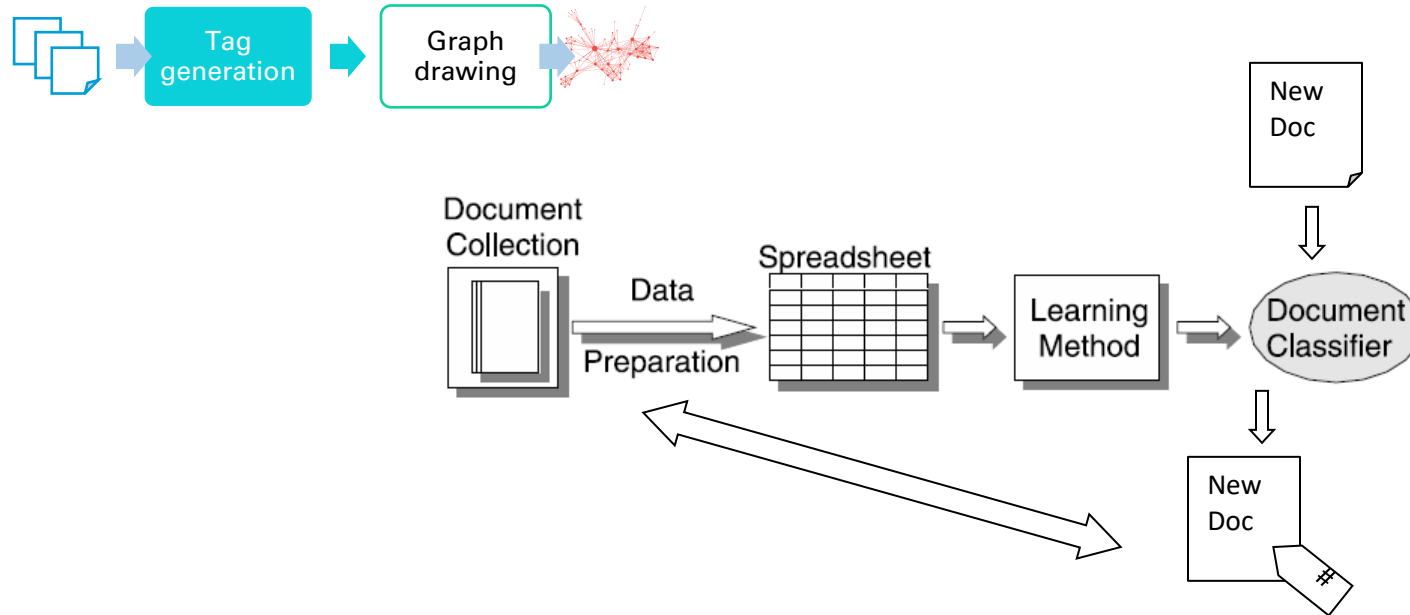 Tag
generation
Graph
drawing
New
Doc
Document
Collection
Data
Preparation
Spreadsheet
Learning
Method
Document
Classifier
New
Doc
#